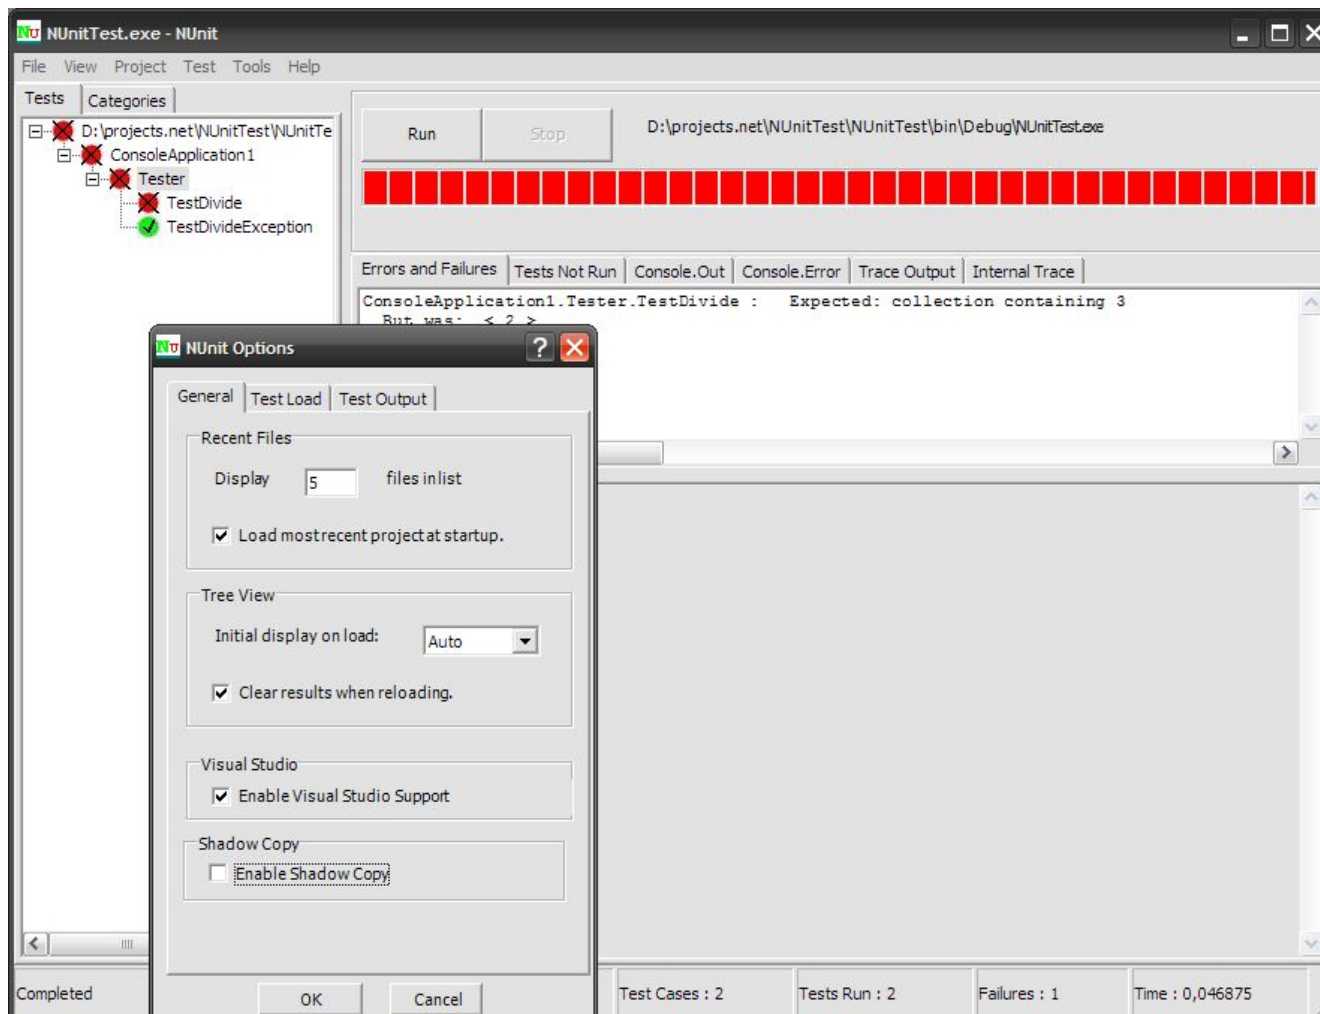 NUnitTest.exe - NUnit
File View Project Test Tools Help
Tests Categories
D:\projects.net\NUnitTest\NUnitTe
ConsoleApplication1
Tester
TestDivide
TestDivideException
Run Stop D:\projects.net\NUnitTest\NUnitTest\bin\Debug\NUnitTest.exe
Errors and Failures Tests Not Run Console.Out Console.Error Trace Output Internal Trace
ConsoleApplication1.Tester.TestDivide :   Expected: collection containing 3
But was: < 2 >
NUnit Options
General Test Load Test Output
Recent Files
Display 5 files in list
Load most recent project at startup.
Tree View
Initial display on load: Auto
Clear results when reloading.
Visual Studio
Enable Visual Studio Support
Shadow Copy
Enable Shadow Copy
OK Cancel
Completed Test Cases : 2 Tests Run : 2 Failures : 1 Time : 0,046875